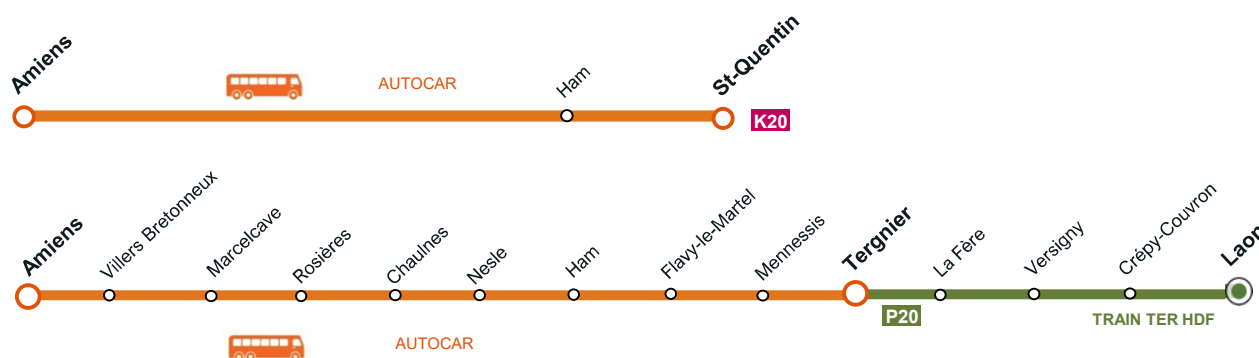 Amiens
AUTOCAR
Ham
St-Quentin
K20
Amiens
Villers Bretonneux
Marcelcave
Rosières
Chaulnes
Nesle
Ham
Flavy-le-Martel
Mennessis
Tergnier
La Fère
Versigny
Crépy-Couvron
Laon
P20
TRAIN TER HDF
AUTOCAR